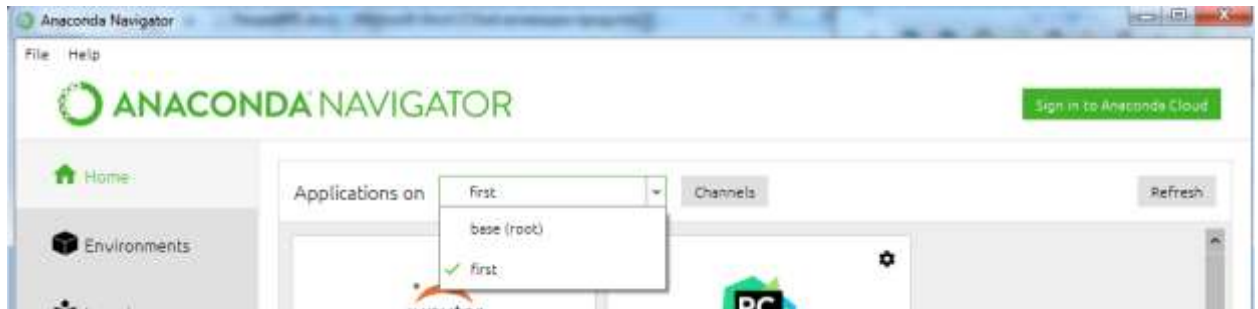 Anaconda Navigator
File Help
ANACONDA NAVIGATOR
Sign in to Anaconda Cloud
Home
Applications on first Channels Refresh
base (root)
Environments
first
PC